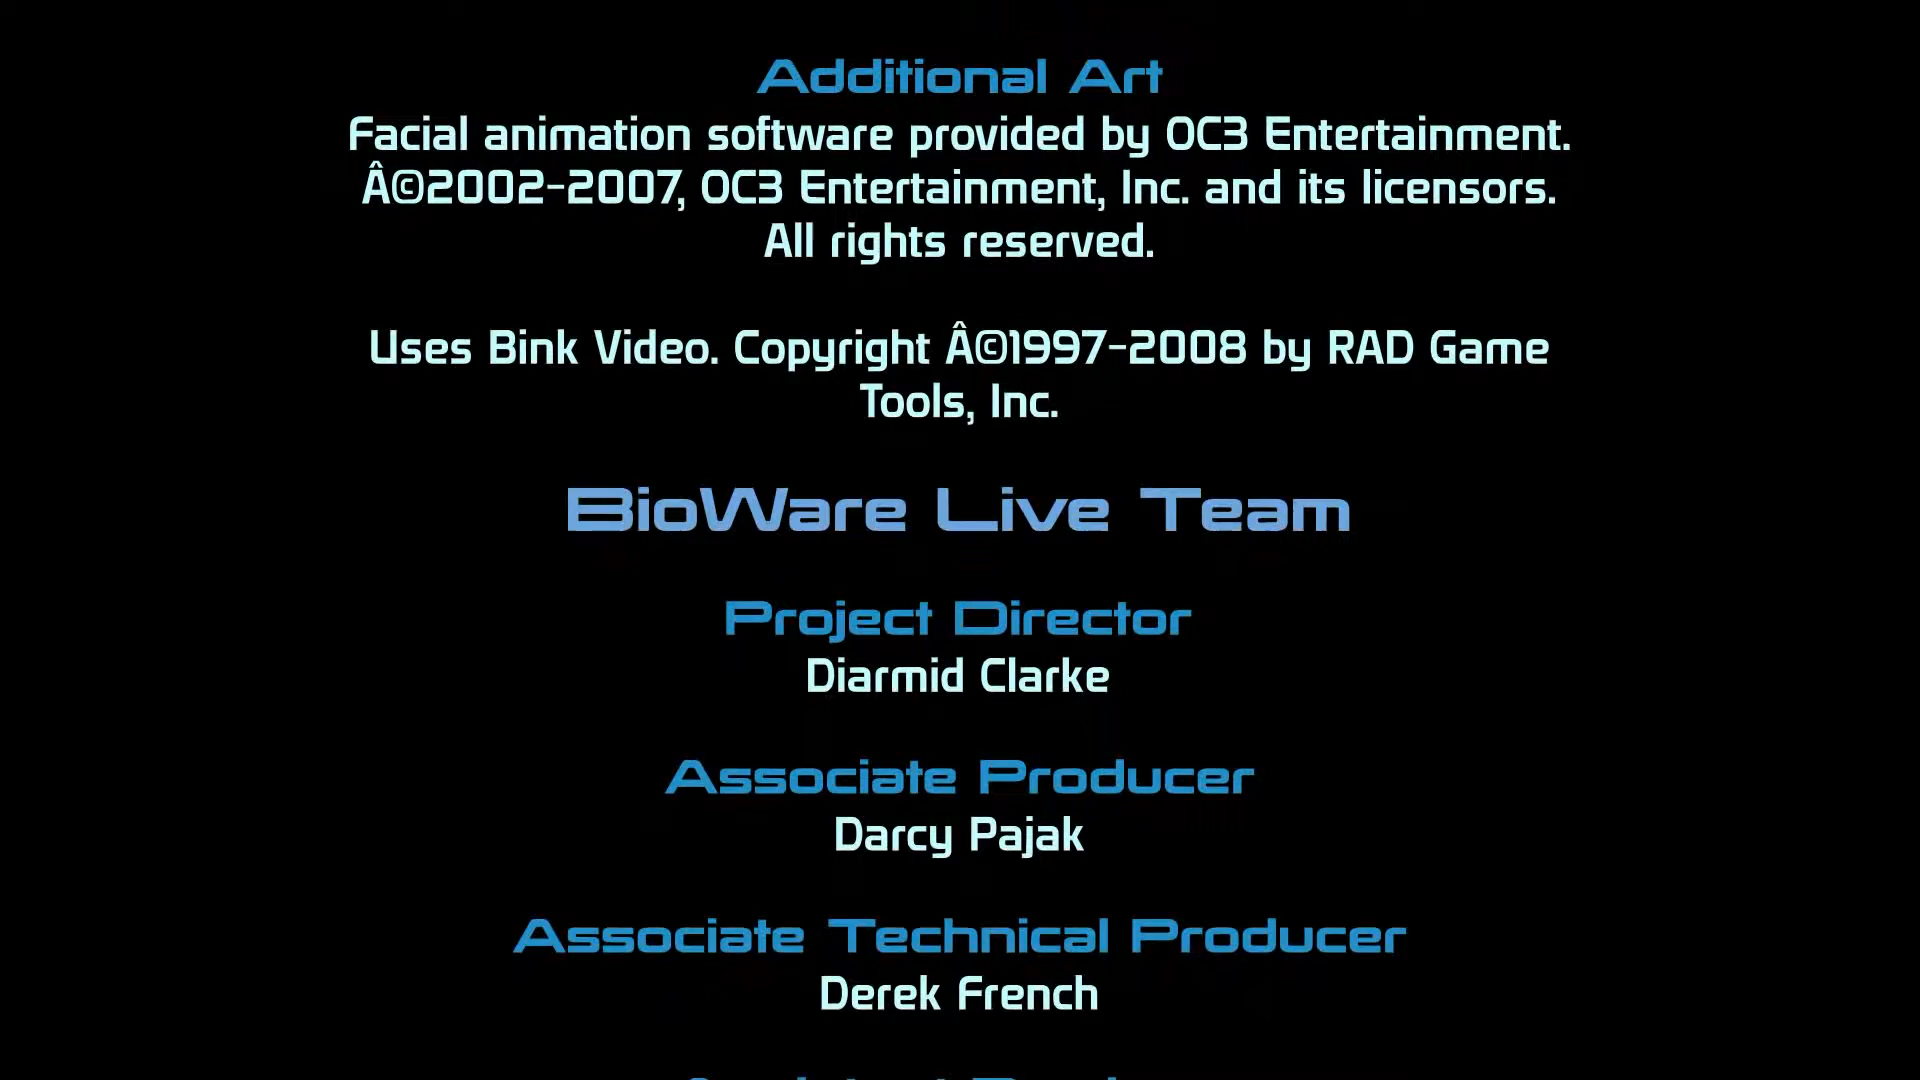 Additional Art
Facial animation software provided by OC3 Entertainment.
Â©2002-2007, OC3 Entertainment, Inc. and its licensors.
All rights reserved.
Uses Bink Video. Copyright Â©1997-2008 by RAD Game
Tools, Inc.
BioWare Live Team
Project Director
Diarmid Clarke
Associate Producer
Darcy Pajak
Associate Technical Producer
Derek French